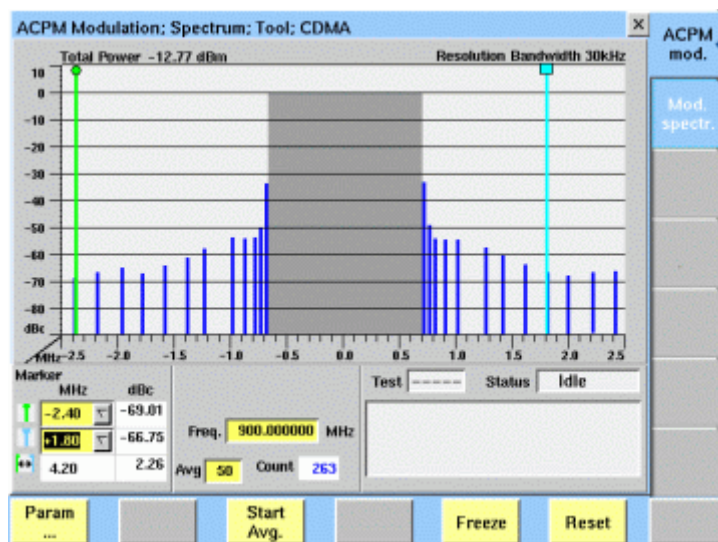 ACPM Modulation; Spectrum; Tool; CDMA
ACPM
mod.
Mod.
spectr.
Total Power -12.77 dBm
Resolution Bandwidth 30kHz
10
0
-10
-20
-30
-40
-50
-60
-70
-80
dBc
MHz -2.5 -2.0 -1.5 -1.0 -0.5 0.0 0.5 1.0 1.5 2.0 2.5
Marker
MHz dBc
-2.40 -69.01
+1.80 -66.75
4.20 2.26
Freq. 900.000000 MHz
Avg 50 Count 263
Test ----- Status Idle
Param
...
Start
Avg.
Freeze
Reset